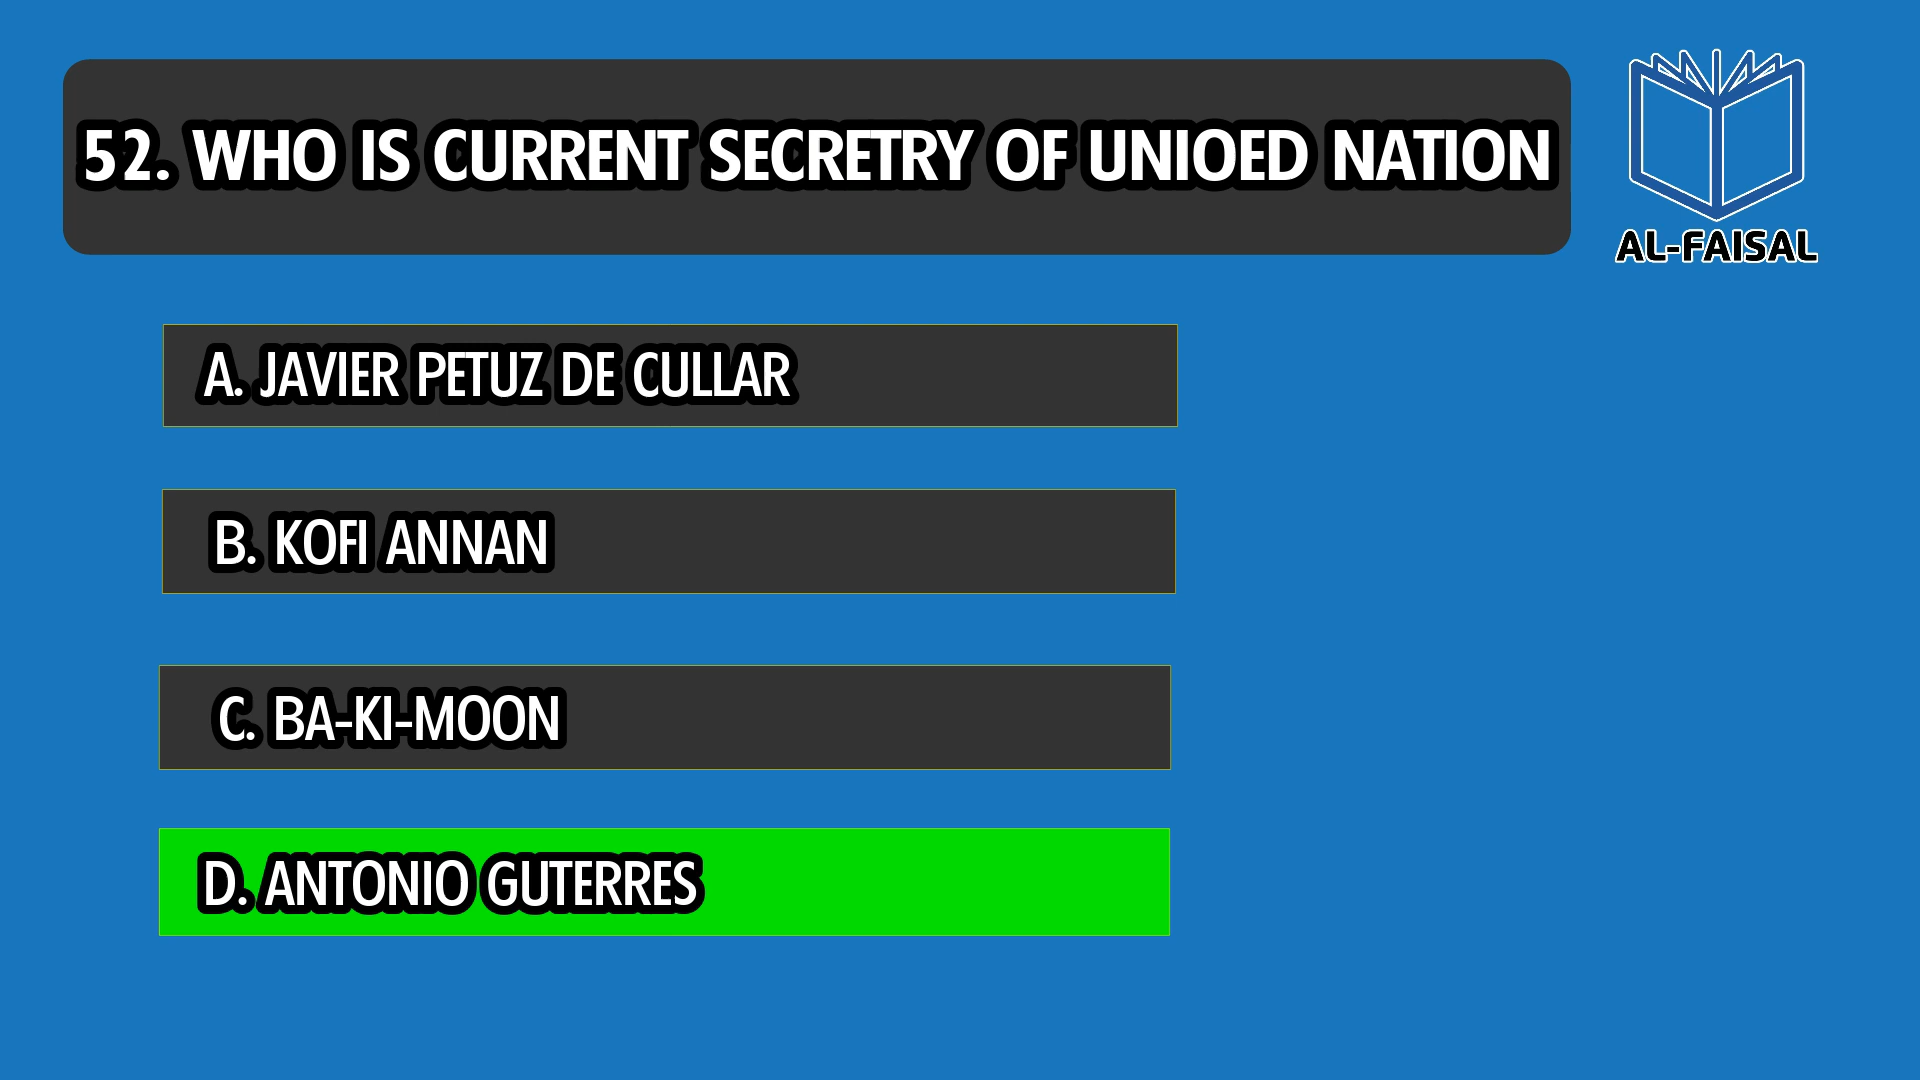 52. WHO IS CURRENT SECRETRY OF UNIOED NATION
AL-FAISAL
A. JAVIER PETUZ DE CULLAR
B. KOFI ANNAN
C. BA-KI-MOON
D. ANTONIO GUTERRES